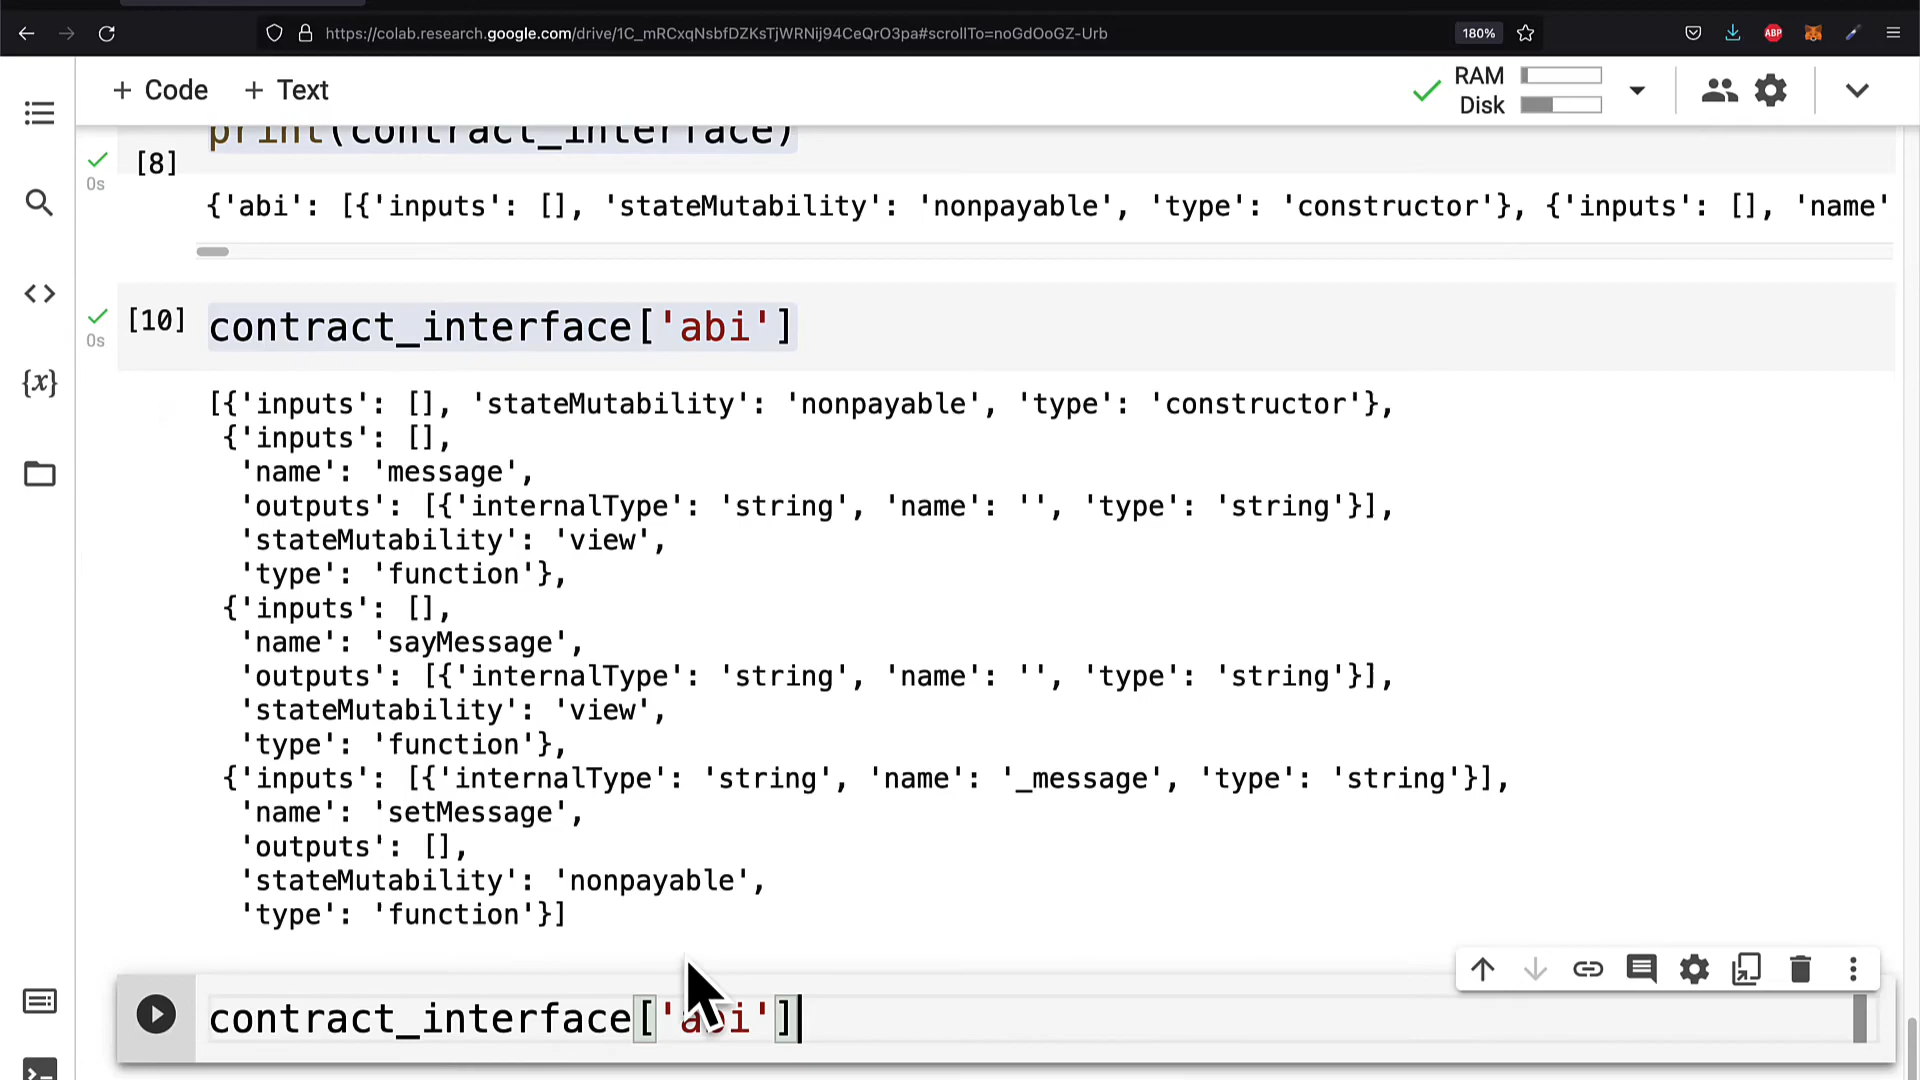 https://colab.research.google.com/drive/1C_mRCxqNsbfDZKsTjWRNij94CeQrO3pa#scrollTo=noGdOoGZ-Urb
180%
ABP
+ Code + Text
RAM
Disk
print(contract_interface)
[8]
0s
{'abi': [{'inputs': [], 'stateMutability': 'nonpayable', 'type': 'constructor'}, {'inputs': [], 'name'
[10]
0s
contract_interface['abi']
[{'inputs': [], 'stateMutability': 'nonpayable', 'type': 'constructor'},
{'inputs': [],
'name': 'message',
'outputs': [{'internalType': 'string', 'name': '', 'type': 'string'}],
'stateMutability': 'view',
'type': 'function'},
{'inputs': [],
'name': 'sayMessage',
'outputs': [{'internalType': 'string', 'name': '', 'type': 'string'}],
'stateMutability': 'view',
'type': 'function'},
{'inputs': [{'internalType': 'string', 'name': '_message', 'type': 'string'}],
'name': 'setMessage',
'outputs': [],
'stateMutability': 'nonpayable',
'type': 'function'}]
contract_interface['abi']